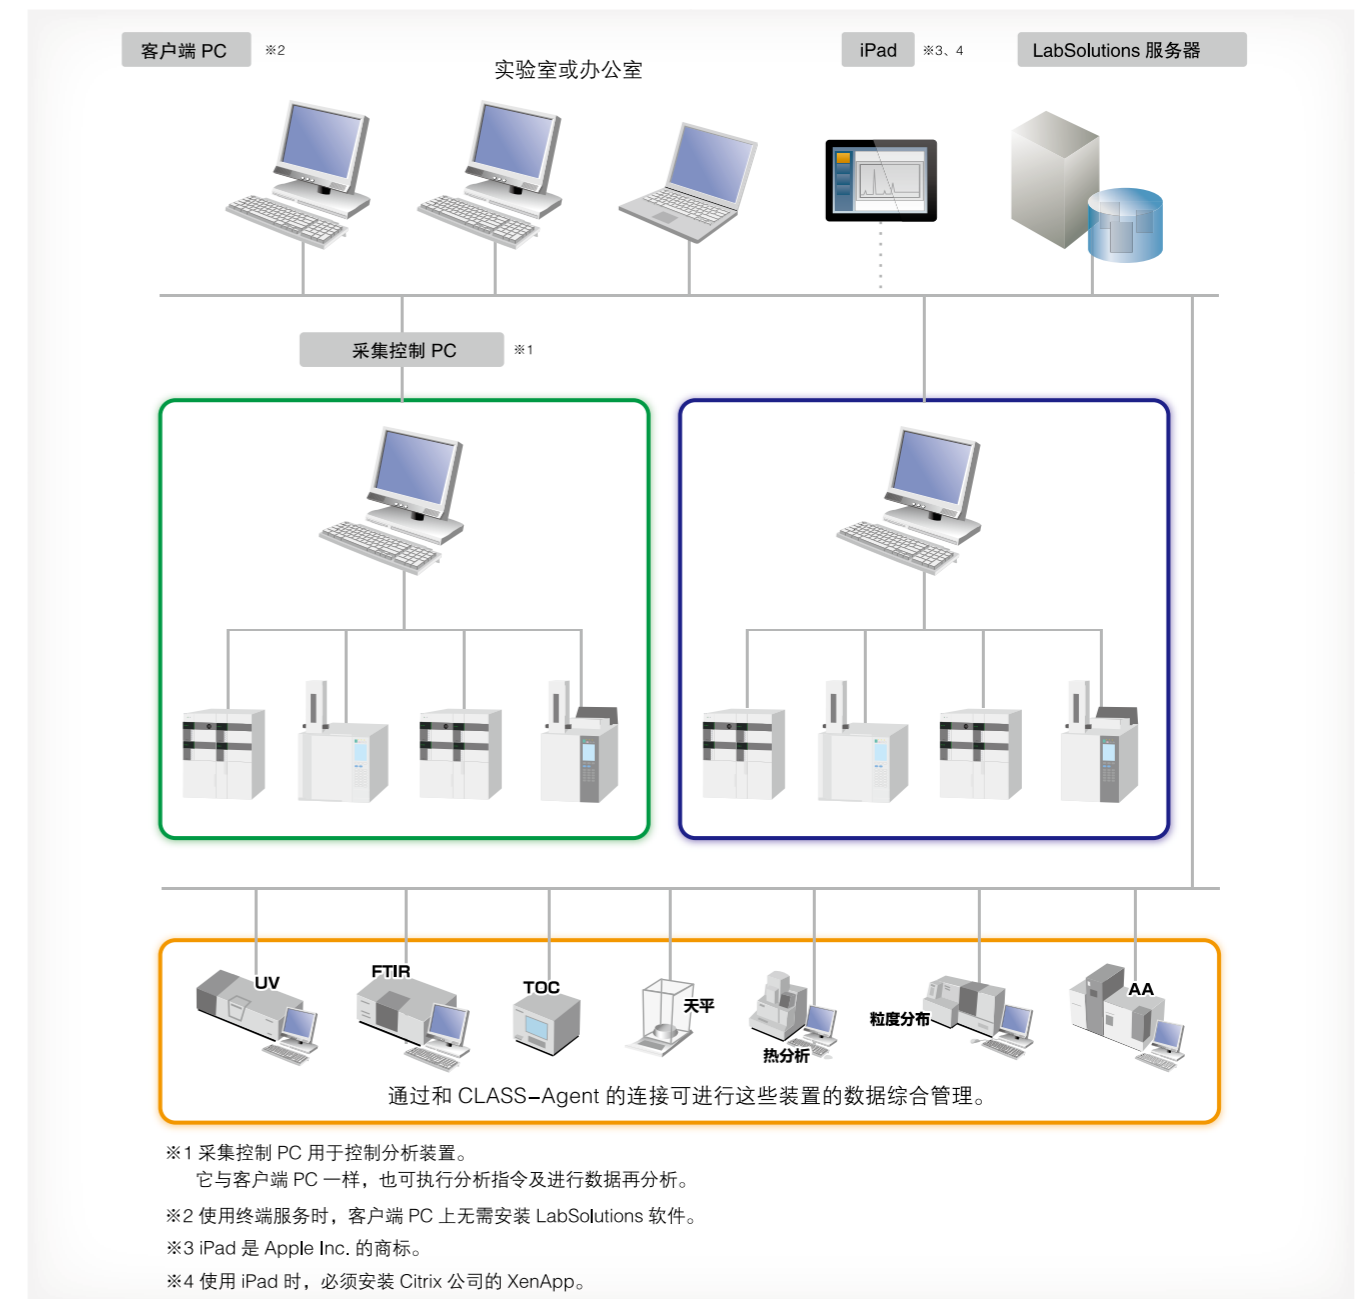 客户端 PC ※2
实验室或办公室
iPad ※3、4
LabSolutions 服务器
采集控制 PC ※1
UV
FTIR
TOC
天平
热分析
粒度分布
AA
通过和 CLASS-Agent 的连接可进行这些装置的数据综合管理。
※1 采集控制 PC 用于控制分析装置。
它与客户端 PC 一样，也可执行分析指令及进行数据再分析。
※2 使用终端服务时，客户端 PC 上无需安装 LabSolutions 软件。
※3 iPad 是 Apple Inc. 的商标。
※4 使用 iPad 时，必须安装 Citrix 公司的 XenApp。